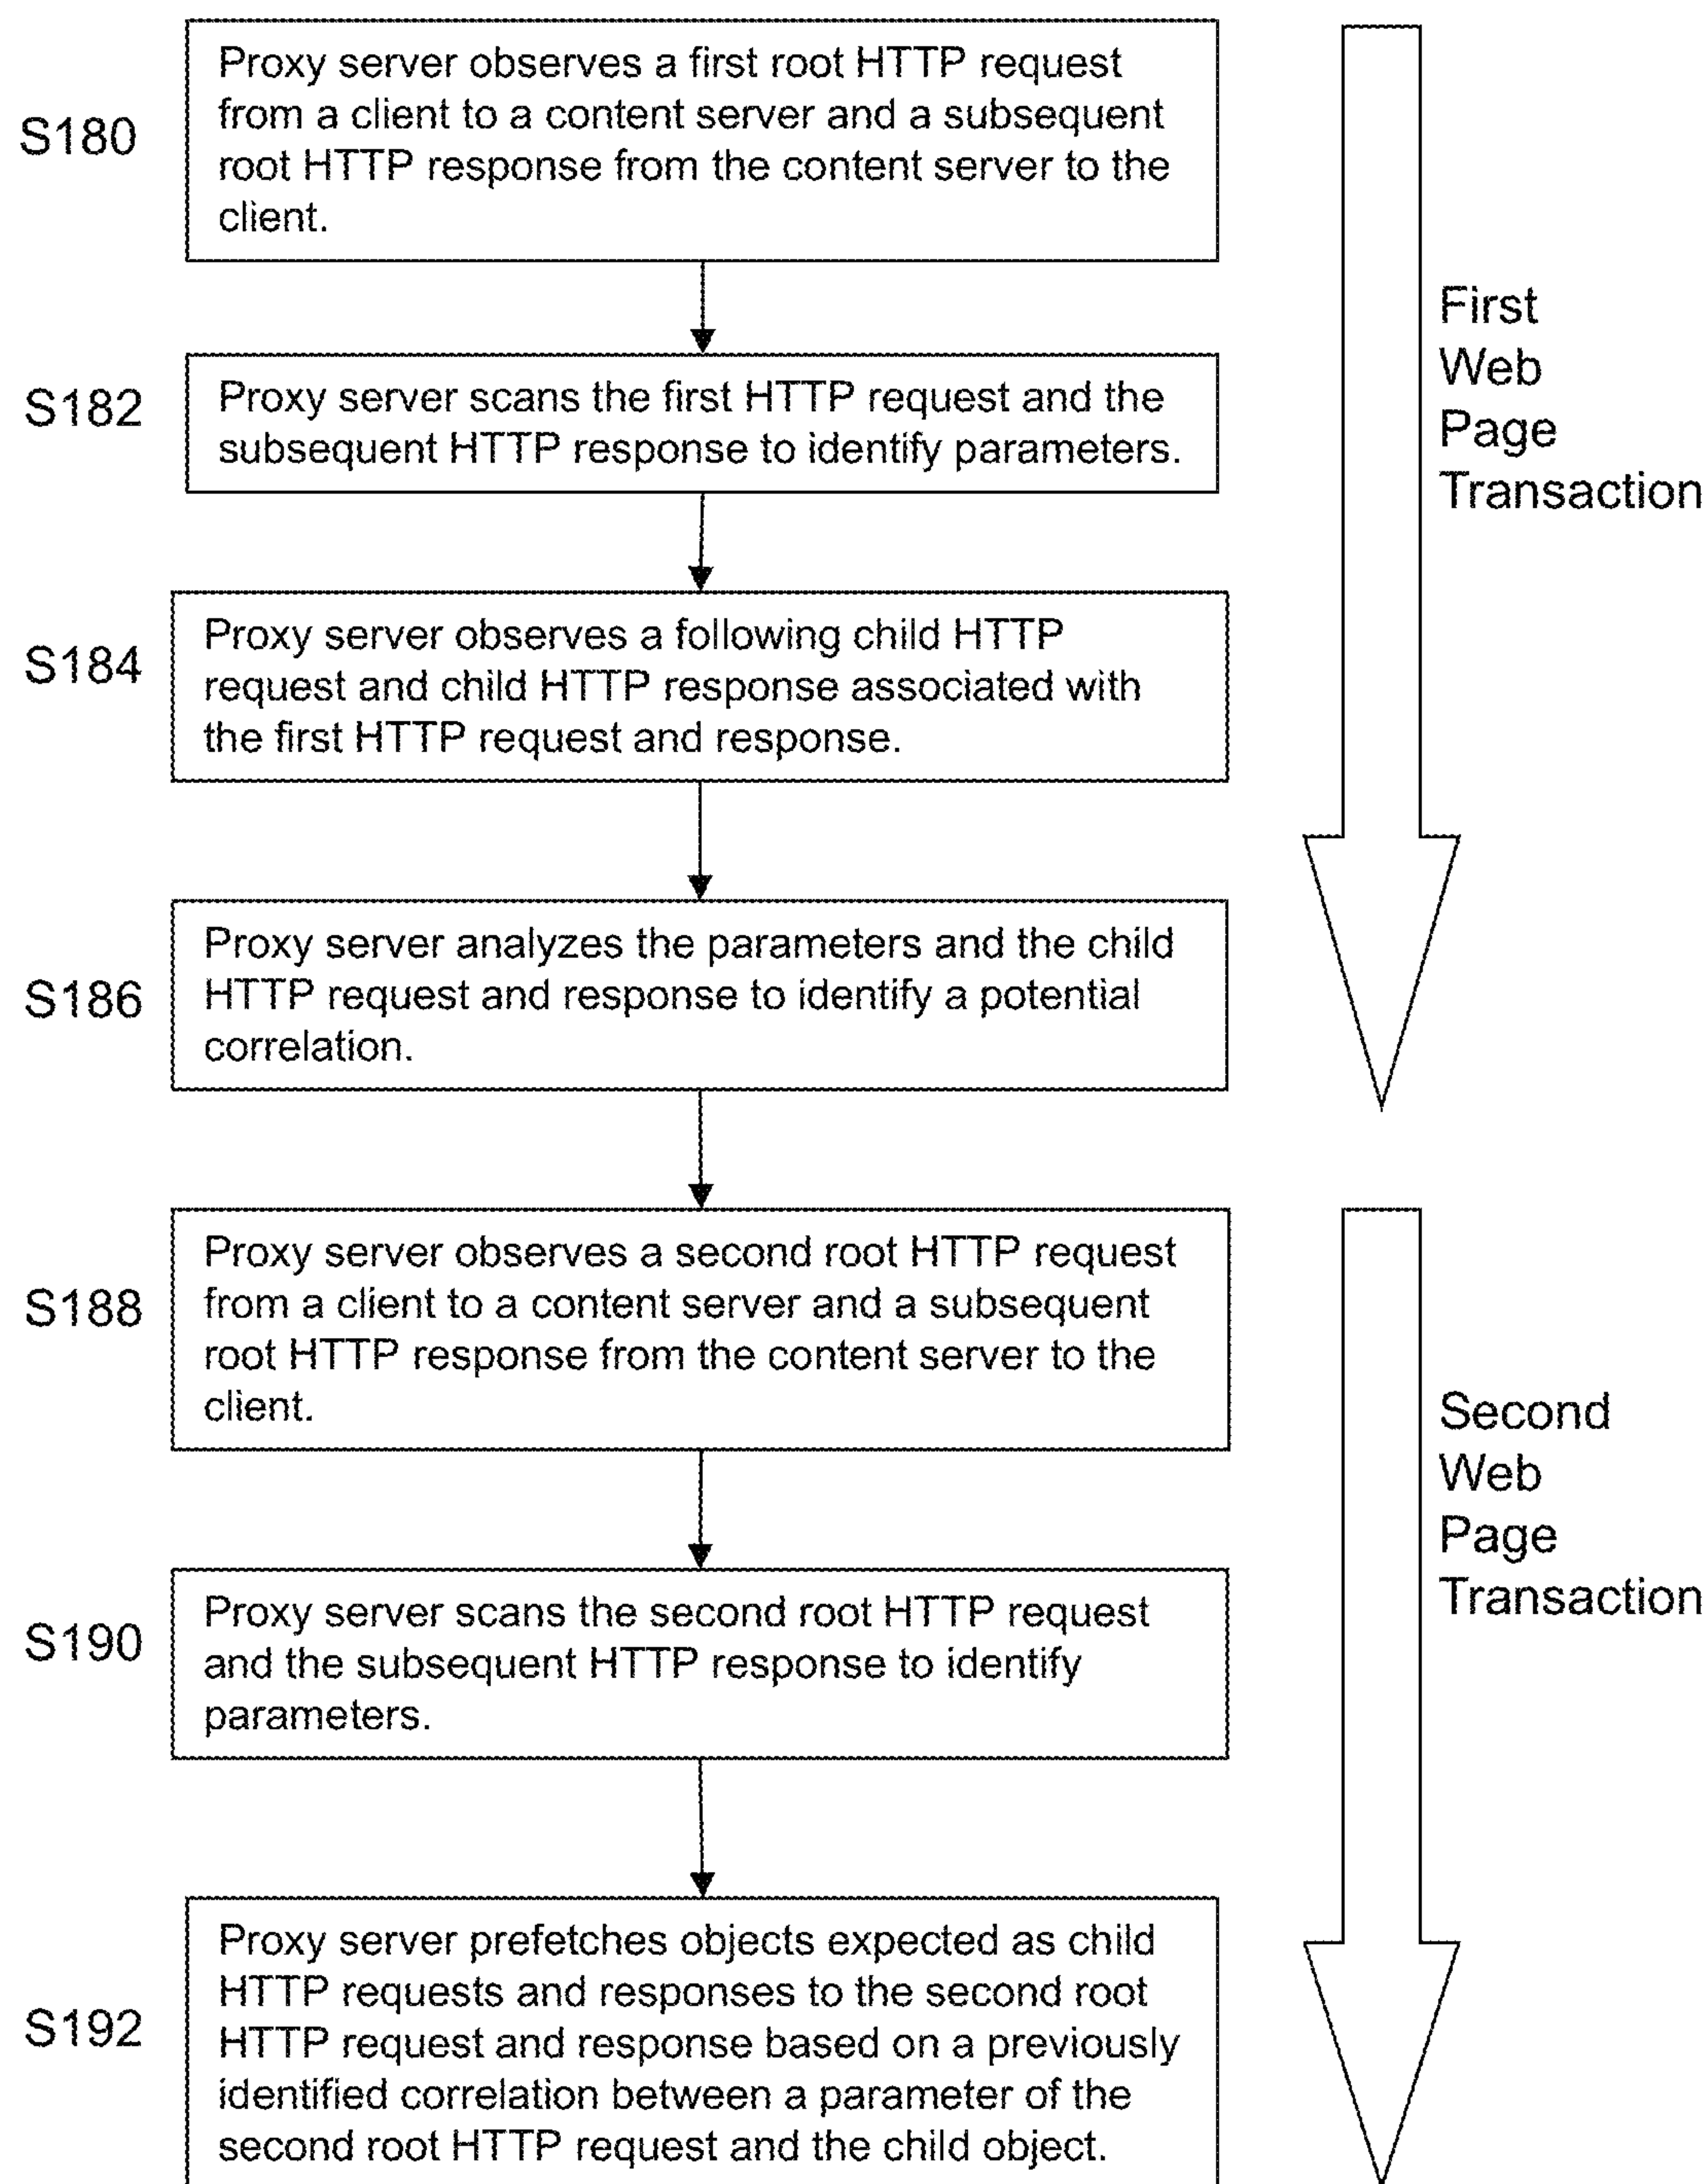 S180
Proxy server observes a first root HTTP request
from a client to a content server and a subsequent
root HTTP response from the content server to the
client.
S182
Proxy server scans the first HTTP request and the
subsequent HTTP response to identify parameters.
S184
Proxy server observes a following child HTTP
request and child HTTP response associated with
the first HTTP request and response.
S186
Proxy server analyzes the parameters and the child
HTTP request and response to identify a potential
correlation.
First
Web
Page
Transaction
S188
Proxy server observes a second root HTTP request
from a client to a content server and a subsequent
root HTTP response from the content server to the
client.
S190
Proxy server scans the second root HTTP request
and the subsequent HTTP response to identify
parameters.
S192
Proxy server prefetches objects expected as child
HTTP requests and responses to the second root
HTTP request and response based on a previously
identified correlation between a parameter of the
second root HTTP request and the child object.
Second
Web
Page
Transaction